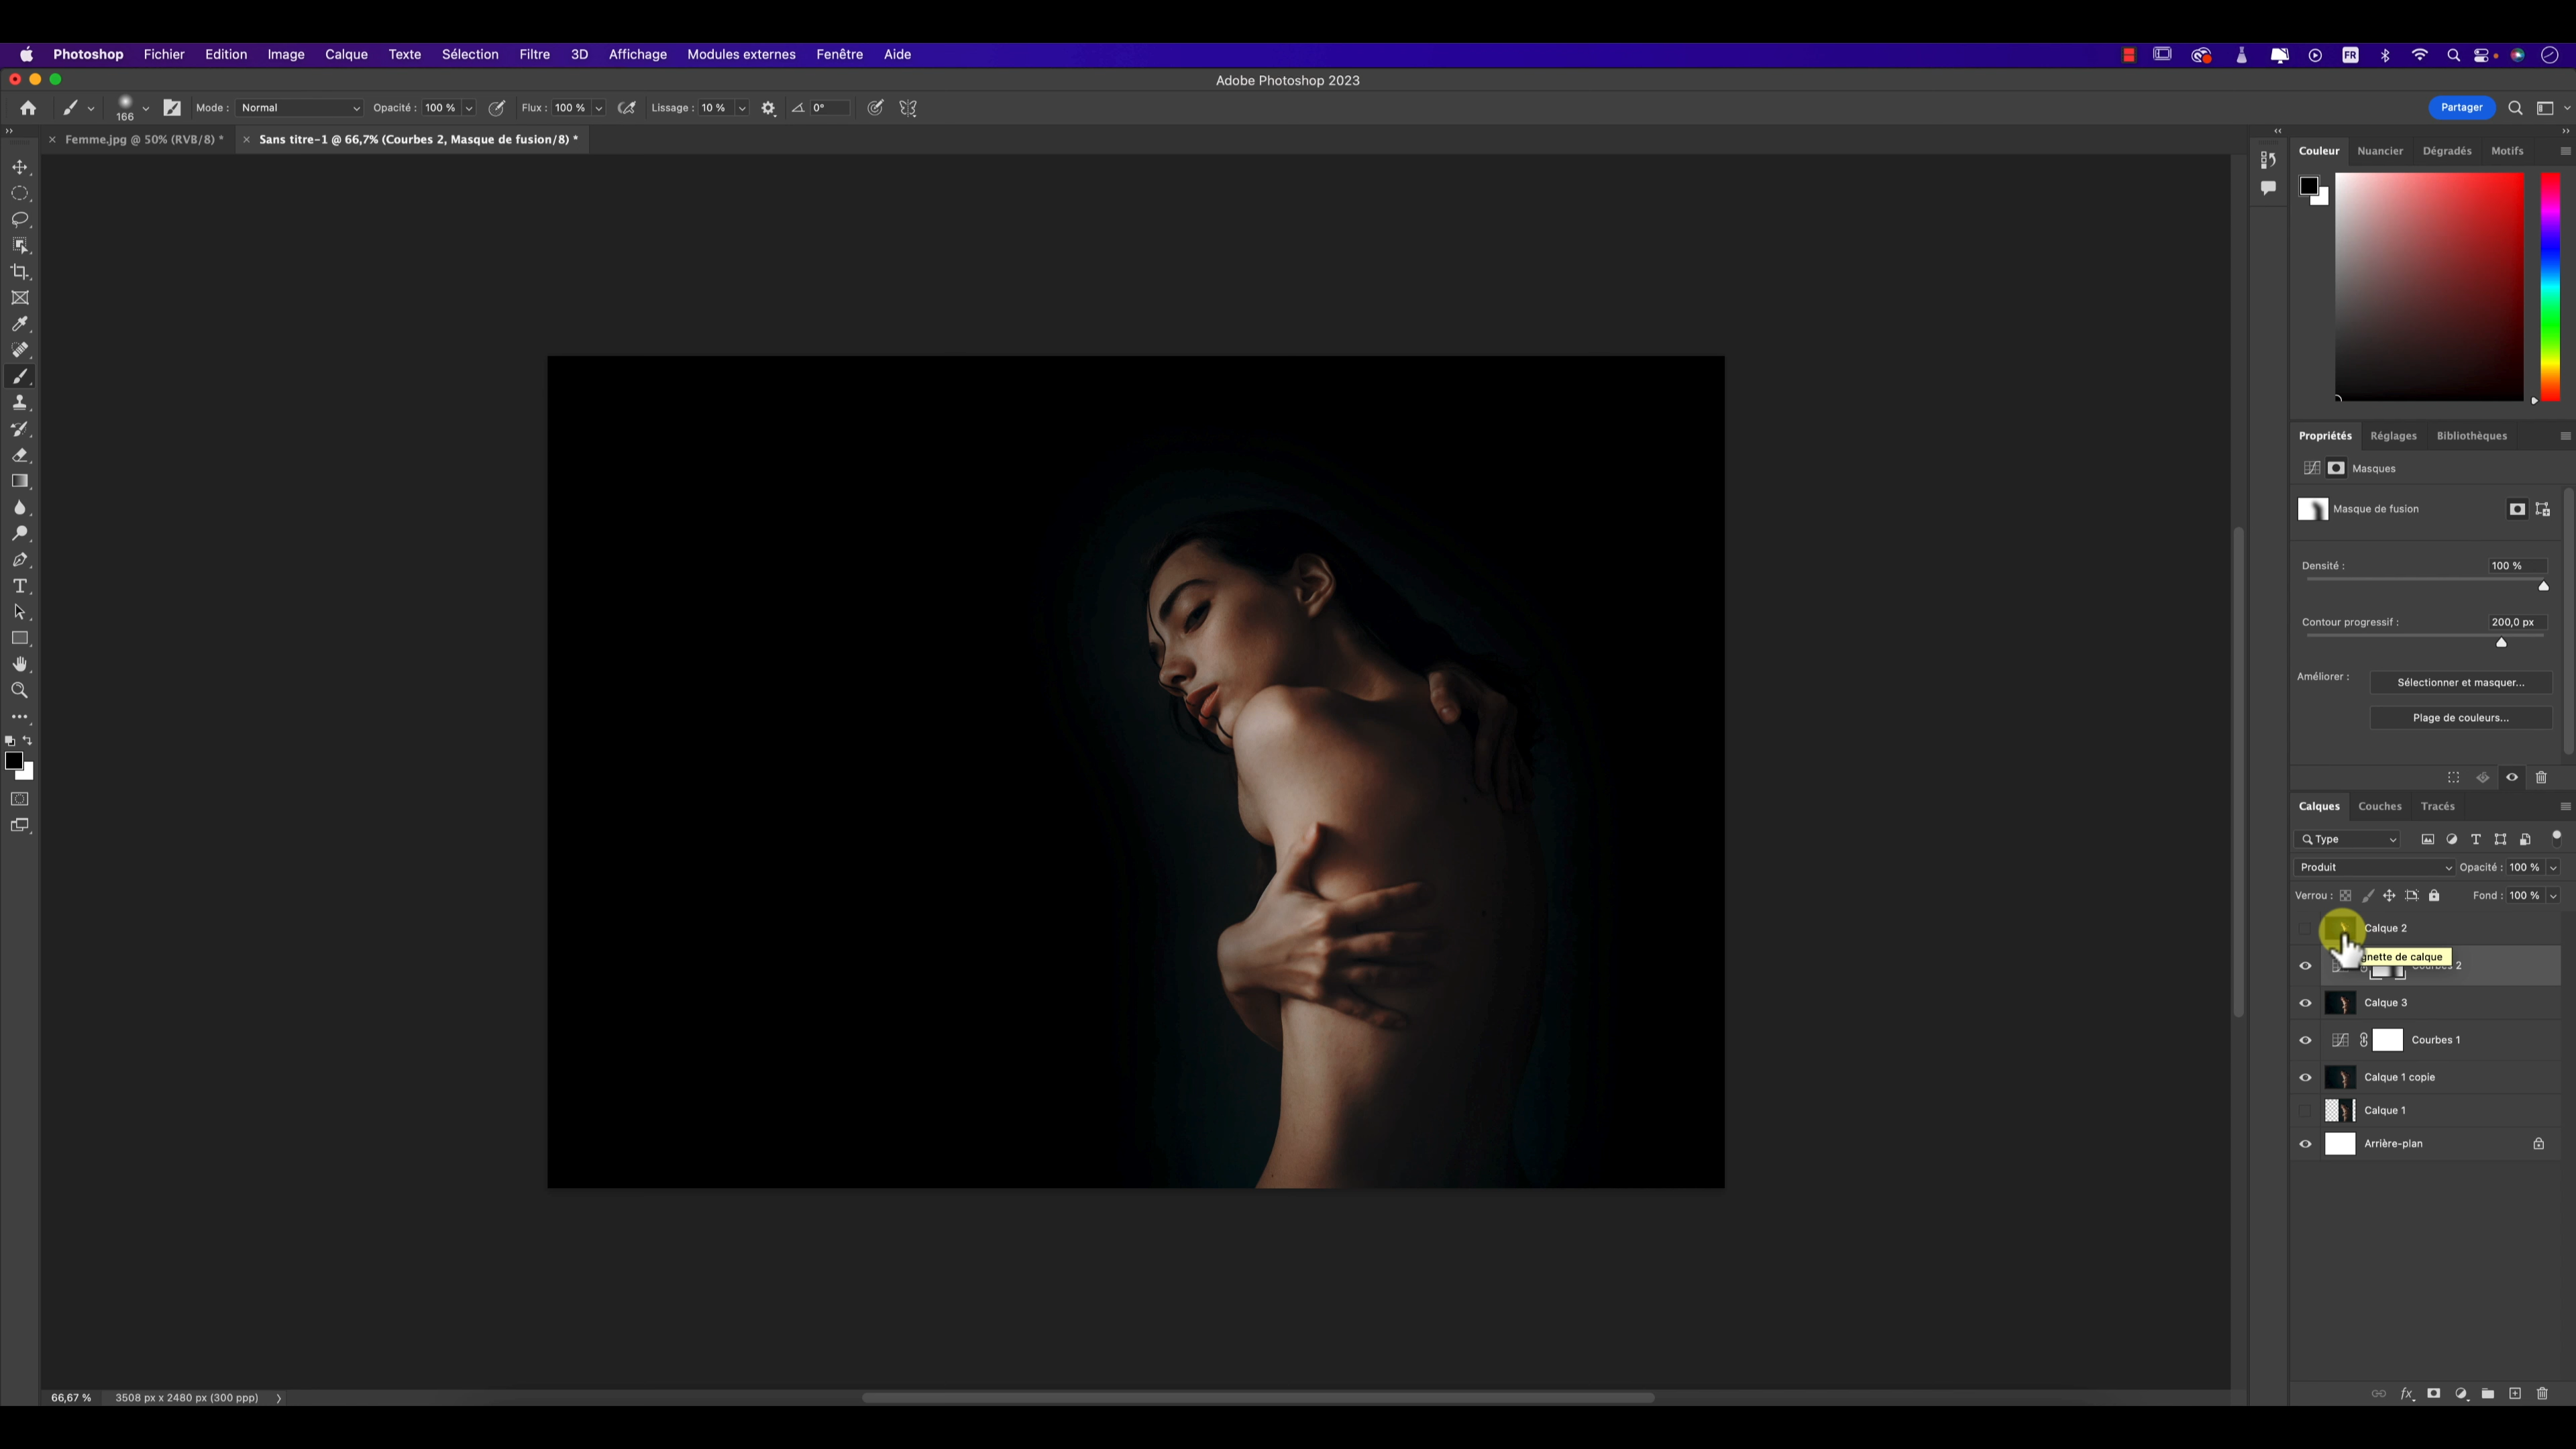 Photoshop Fichier Edition Image Calque Texte Sélection Filtre 3D Affichage Modules externes Fenêtre Aide FR
Adobe Photoshop 2023
166 Mode : Normal Opacité : 100 % Flux : 100 % Lissage : 10 % 0° Partager
Femme.jpg @ 50% (RVB/8) * Sans titre-1 @ 66,7% (Courbes 2, Masque de fusion/8) *
Couleur Nuancier Dégradés Motifs
Propriétés Réglages Bibliothèques
Masques
Masque de fusion
Densité : 100 %
Contour progressif : 200,0 px
Améliorer : Sélectionner et masquer...
Plage de couleurs...
Calques Couches Tracés
Type
Produit Opacité : 100 %
Verrou : Fond : 100 %
Calque 2
de calque
Courbes 2
Calque 3
Courbes 1
Calque 1 copie
Calque 1
Arrière-plan
66,67 % 3508 px x 2480 px (300 ppp)
fx